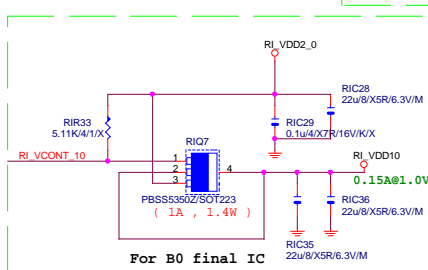 RI_VDD2_0
RIR33
5.11K/4/1/X
RIC28
22u/8/X5R/6.3V/M
RIC29
0.1u/4/X7R/16V/K/X
RI_VCONT_10
RIQ7
1
2
3
4
RI_VDD10
0.15A@1.0V
PBSS5350Z/SOT223
( 1A , 1.4W )
RIC36
22u/8/X5R/6.3V/M
RIC35
22u/8/X5R/6.3V/M
For B0 final IC